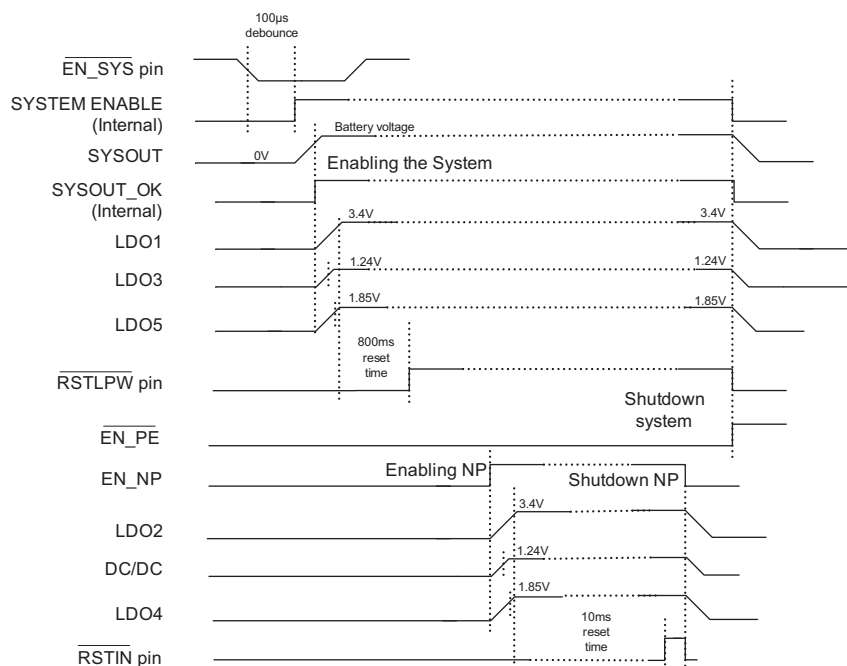 100µs
debounce
EN_SYS pin
SYSTEM ENABLE
(Internal)
Battery voltage
SYSOUT
0V
Enabling the System
SYSOUT_OK
(Internal)
3.4V
3.4V
LDO1
1.24V
1.24V
LDO3
1.85V
1.85V
LDO5
800ms
reset
time
RSTLPW pin
Shutdown
system
EN_PE
Enabling NP
EN_NP
Shutdown NP
3.4V
LDO2
1.24V
DC/DC
1.85V
LDO4
10ms
reset
time
RSTIN pin